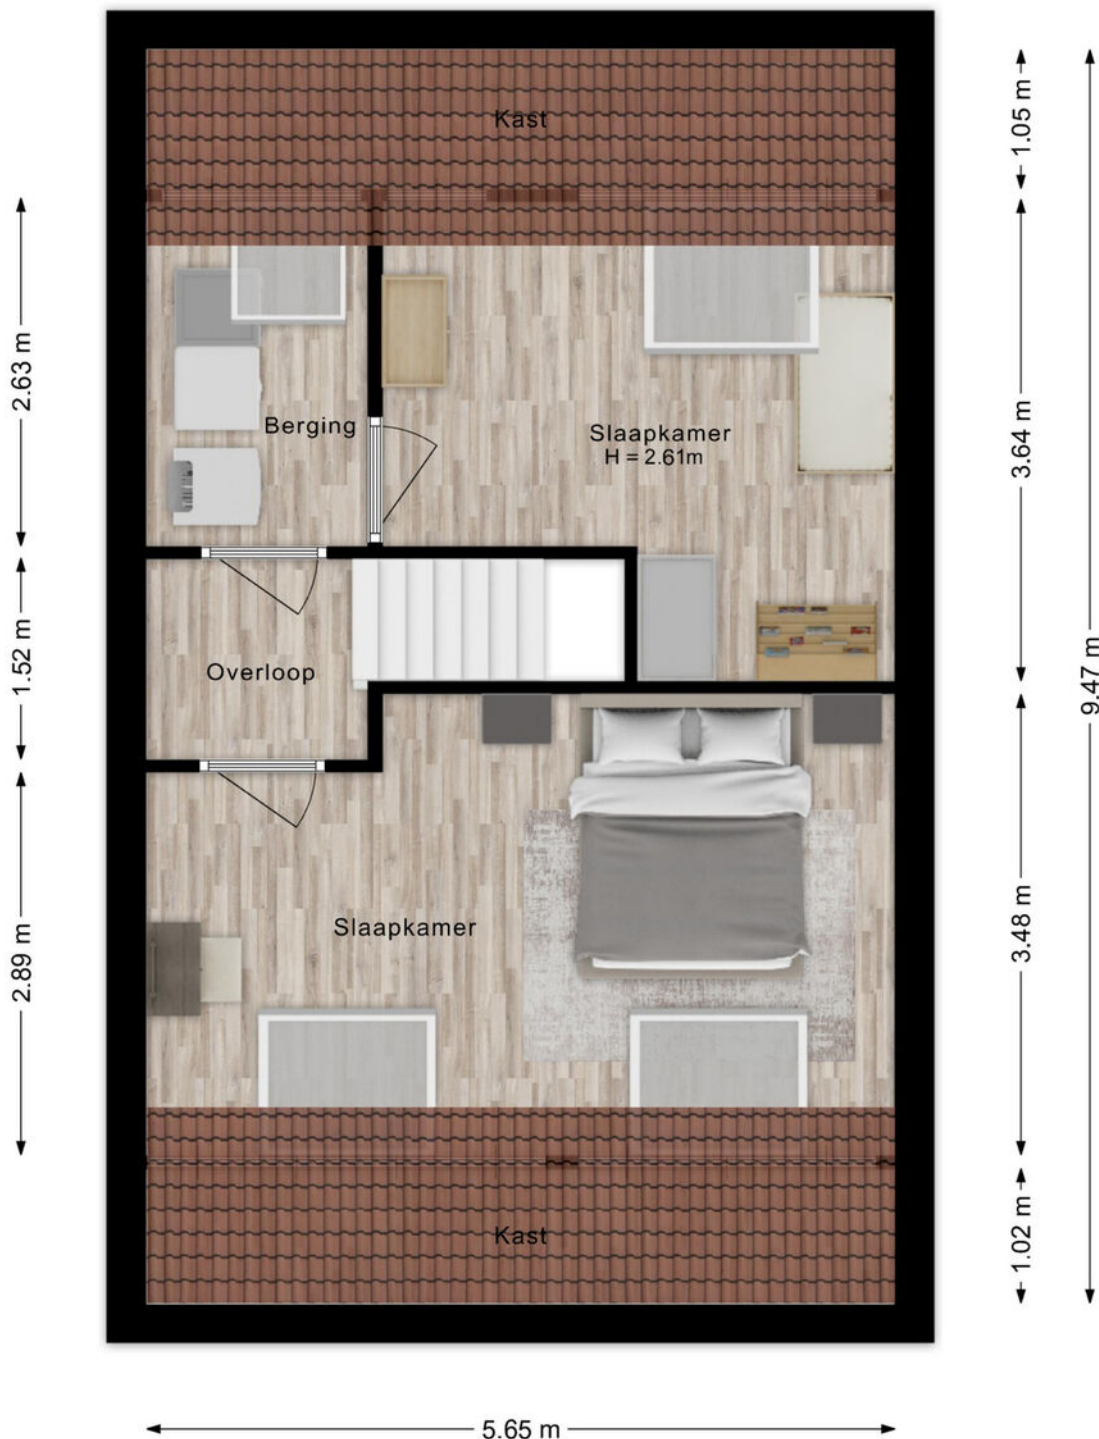 Kast
1.05 m
2.63 m
3.64 m
Berging
Slaapkamer
H = 2.61m
1.52 m
Overloop
9.47 m
2.89 m
3.48 m
Slaapkamer
1.02 m
Kast
5.65 m